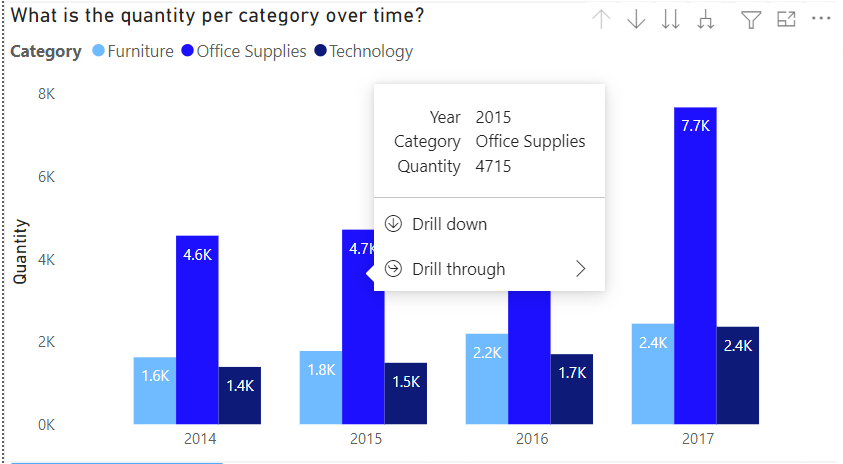 What is the quantity per category over time?
Category Furniture Office Supplies Technology
8K
6K
4K
2K
0K
Quantity
Year 2015
Category Office Supplies
Quantity 4715
Drill down
Drill through
1.6K
4.6K
1.4K
1.8K
4.7K
1.5K
2.2K
1.7K
2.4K
7.7K
2.4K
2014 2015 2016 2017